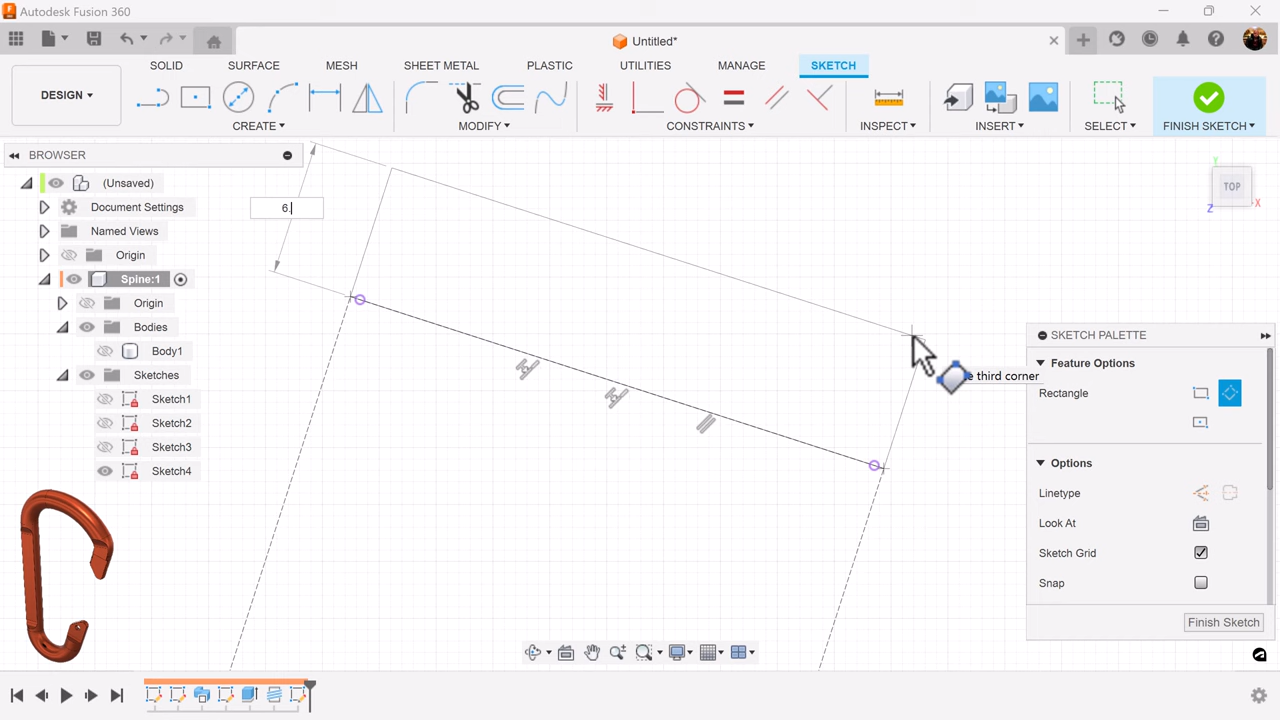 Autodesk Fusion 360
Untitled*
SOLID
SURFACE
MESH
SHEET METAL
PLASTIC
UTILITIES
MANAGE
SKETCH
DESIGN
CREATE
MODIFY
CONSTRAINTS
INSPECT
INSERT
SELECT
FINISH SKETCH
BROWSER
(Unsaved)
Document Settings
Named Views
Origin
Spine:1
Origin
Bodies
Body1
Sketches
Sketch1
Sketch2
Sketch3
Sketch4
6.
e third corner
Y
TOP
X
Z
SKETCH PALETTE
Feature Options
Rectangle
Options
Linetype
Look At
Sketch Grid
Snap
Finish Sketch